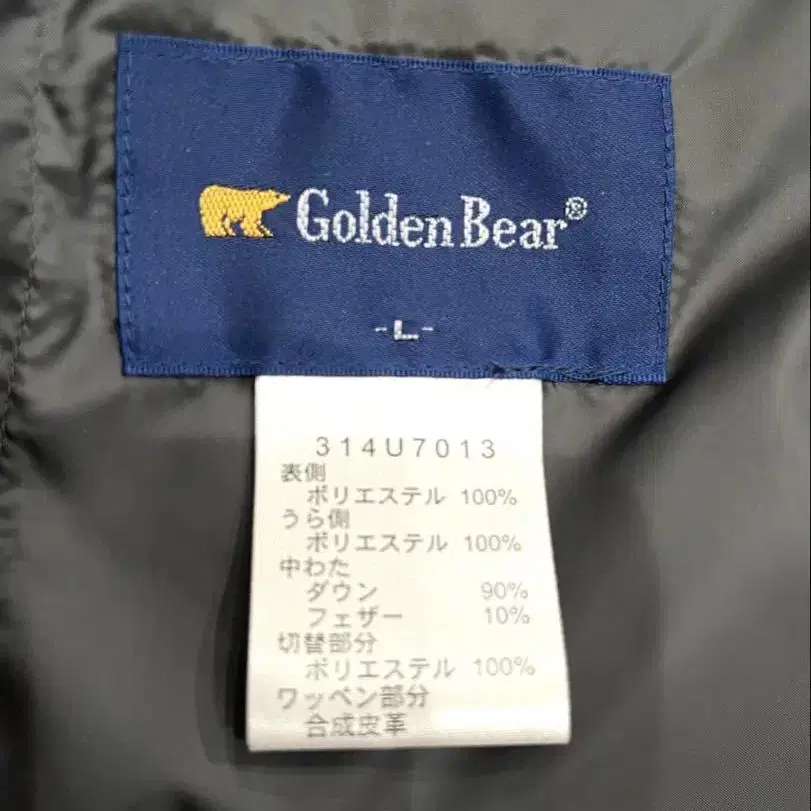 Golden Bear®
-L-
314U7013
表側
ポリエステル 100%
うら側
ポリエステル 100%
中わた
ダウン 90%
フェザー 10%
切替部分
ポリエステル 100%
ワッペン部分
合成皮革